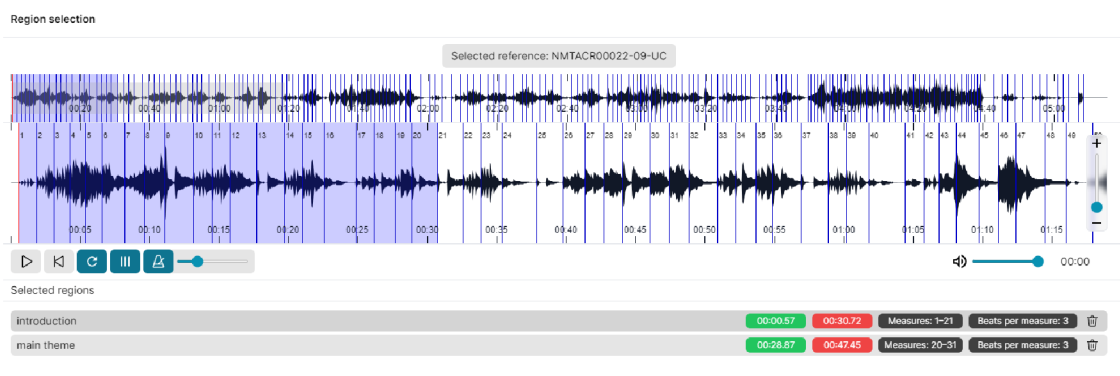 Region selection
Selected reference: NMTACR00022-09-UC
00:20 00:40 01:00 01:20 01:40 02:00 02:20 02:40 03:00 03:20 03:40 04:00 04:20 04:40 05:00
1 2 3 4 5 6 7 8 9 10 11 12 13 14 15 16 17 18 19 20 21 22 23 24 25 26 27 28 29 30 31 32 33 34 35 36 37 38 39 40 41 42 43 44 45 46 47 48 49
+
00:05 00:10 00:15 00:20 00:25 00:30 00:35 00:40 00:45 00:50 00:55 01:00 01:05 01:10 01:15
−
00:00
Selected regions
introduction 00:00.57 00:30.72 Measures: 1–21 Beats per measure: 3
main theme 00:28.87 00:47.45 Measures: 20–31 Beats per measure: 3